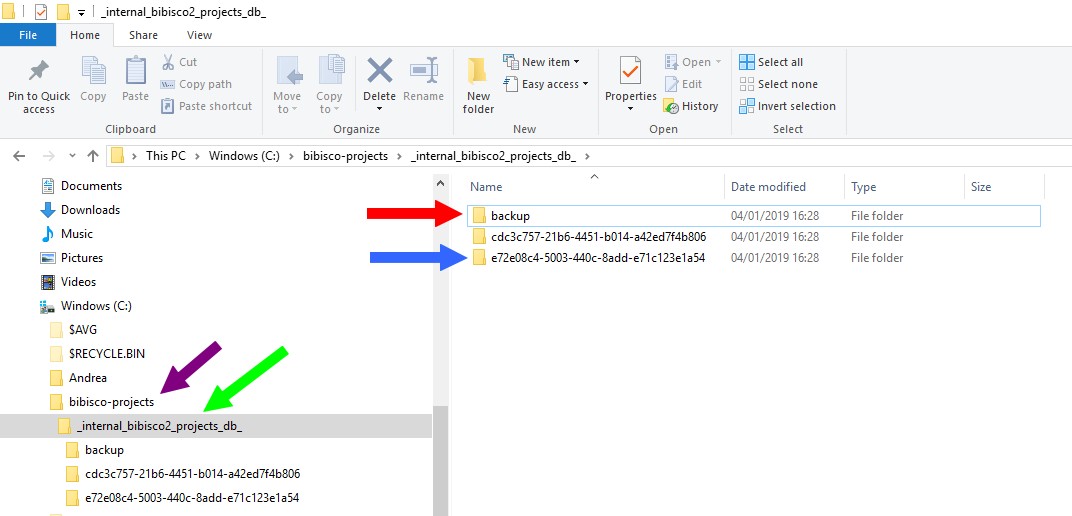 _internal_bibisco2_projects_db_
File Home Share View
Pin to Quick access
Copy
Paste
Cut
Copy path
Paste shortcut
Clipboard
Move to
Copy to
Delete
Rename
Organize
New folder
New item
Easy access
New
Properties
Open
Edit
History
Open
Select all
Select none
Invert selection
Select
This PC > Windows (C:) > bibisco-projects > _internal_bibisco2_projects_db_ >
Documents
Downloads
Music
Pictures
Videos
Windows (C:)
$AVG
$RECYCLE.BIN
Andrea
bibisco-projects
_internal_bibisco2_projects_db_
backup
cdc3c757-21b6-4451-b014-a42ed7f4b806
e72e08c4-5003-440c-8add-e71c123e1a54
Name Date modified Type Size
backup 04/01/2019 16:28 File folder
cdc3c757-21b6-4451-b014-a42ed7f4b806 04/01/2019 16:28 File folder
e72e08c4-5003-440c-8add-e71c123e1a54 04/01/2019 16:28 File folder